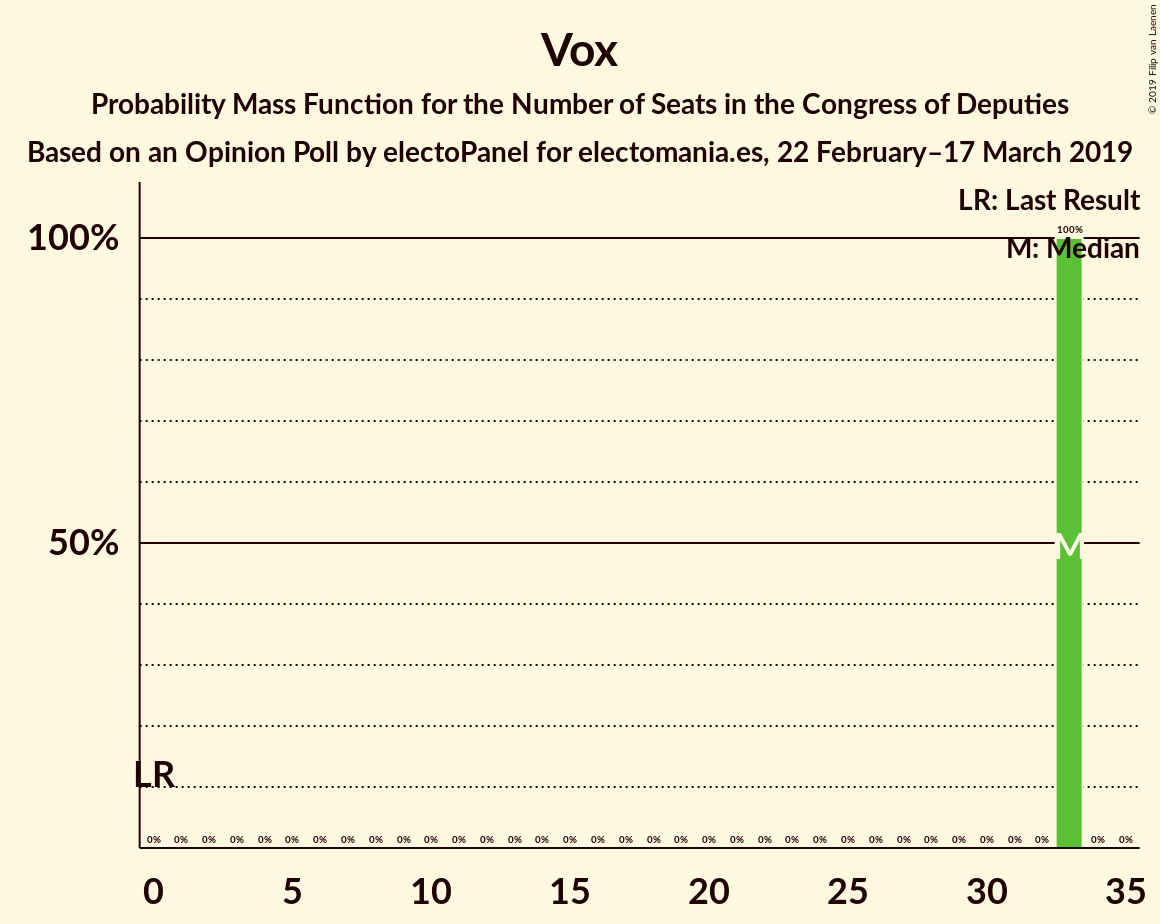 Vox
Probability Mass Function for the Number of Seats in the Congress of Deputies
Based on an Opinion Poll by electoPanel for electomania.es, 22 February–17 March 2019
© 2019 Filip van Laenen
LR: Last Result
M: Median
100%
100%
50%
M
LR
0% 0% 0% 0% 0% 0% 0% 0% 0% 0% 0% 0% 0% 0% 0% 0% 0% 0% 0% 0% 0% 0% 0% 0% 0% 0% 0% 0% 0% 0% 0% 0% 0% 0% 0%
0 5 10 15 20 25 30 35